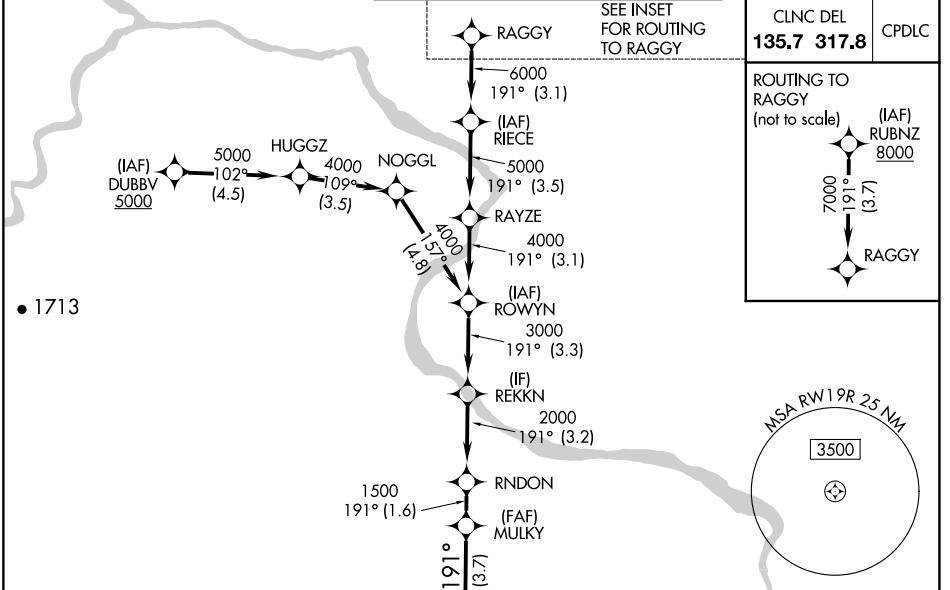 SEE INSET
FOR ROUTING
TO RAGGY
RAGGY
6000
191° (3.1)
(IAF)
RIECE
5000
191° (3.5)
RAYZE
4000
191° (3.1)
(IAF)
ROWYN
3000
191° (3.3)
(IF)
REKKN
2000
191° (3.2)
RNDON
1500
191° (1.6)
(FAF)
MULKY
191°
(3.7)
(IAF)
DUBBV
5000
5000
102°
(4.5)
HUGGZ
4000
109°
(3.5)
NOGGL
4000
157°
(4.8)
1713
CLNC DEL
135.7 317.8
CPDLC
ROUTING TO
RAGGY
(not to scale)
(IAF)
RUBNZ
8000
7000
191°
(3.7)
RAGGY
MSA RW19R 25 NM
3500